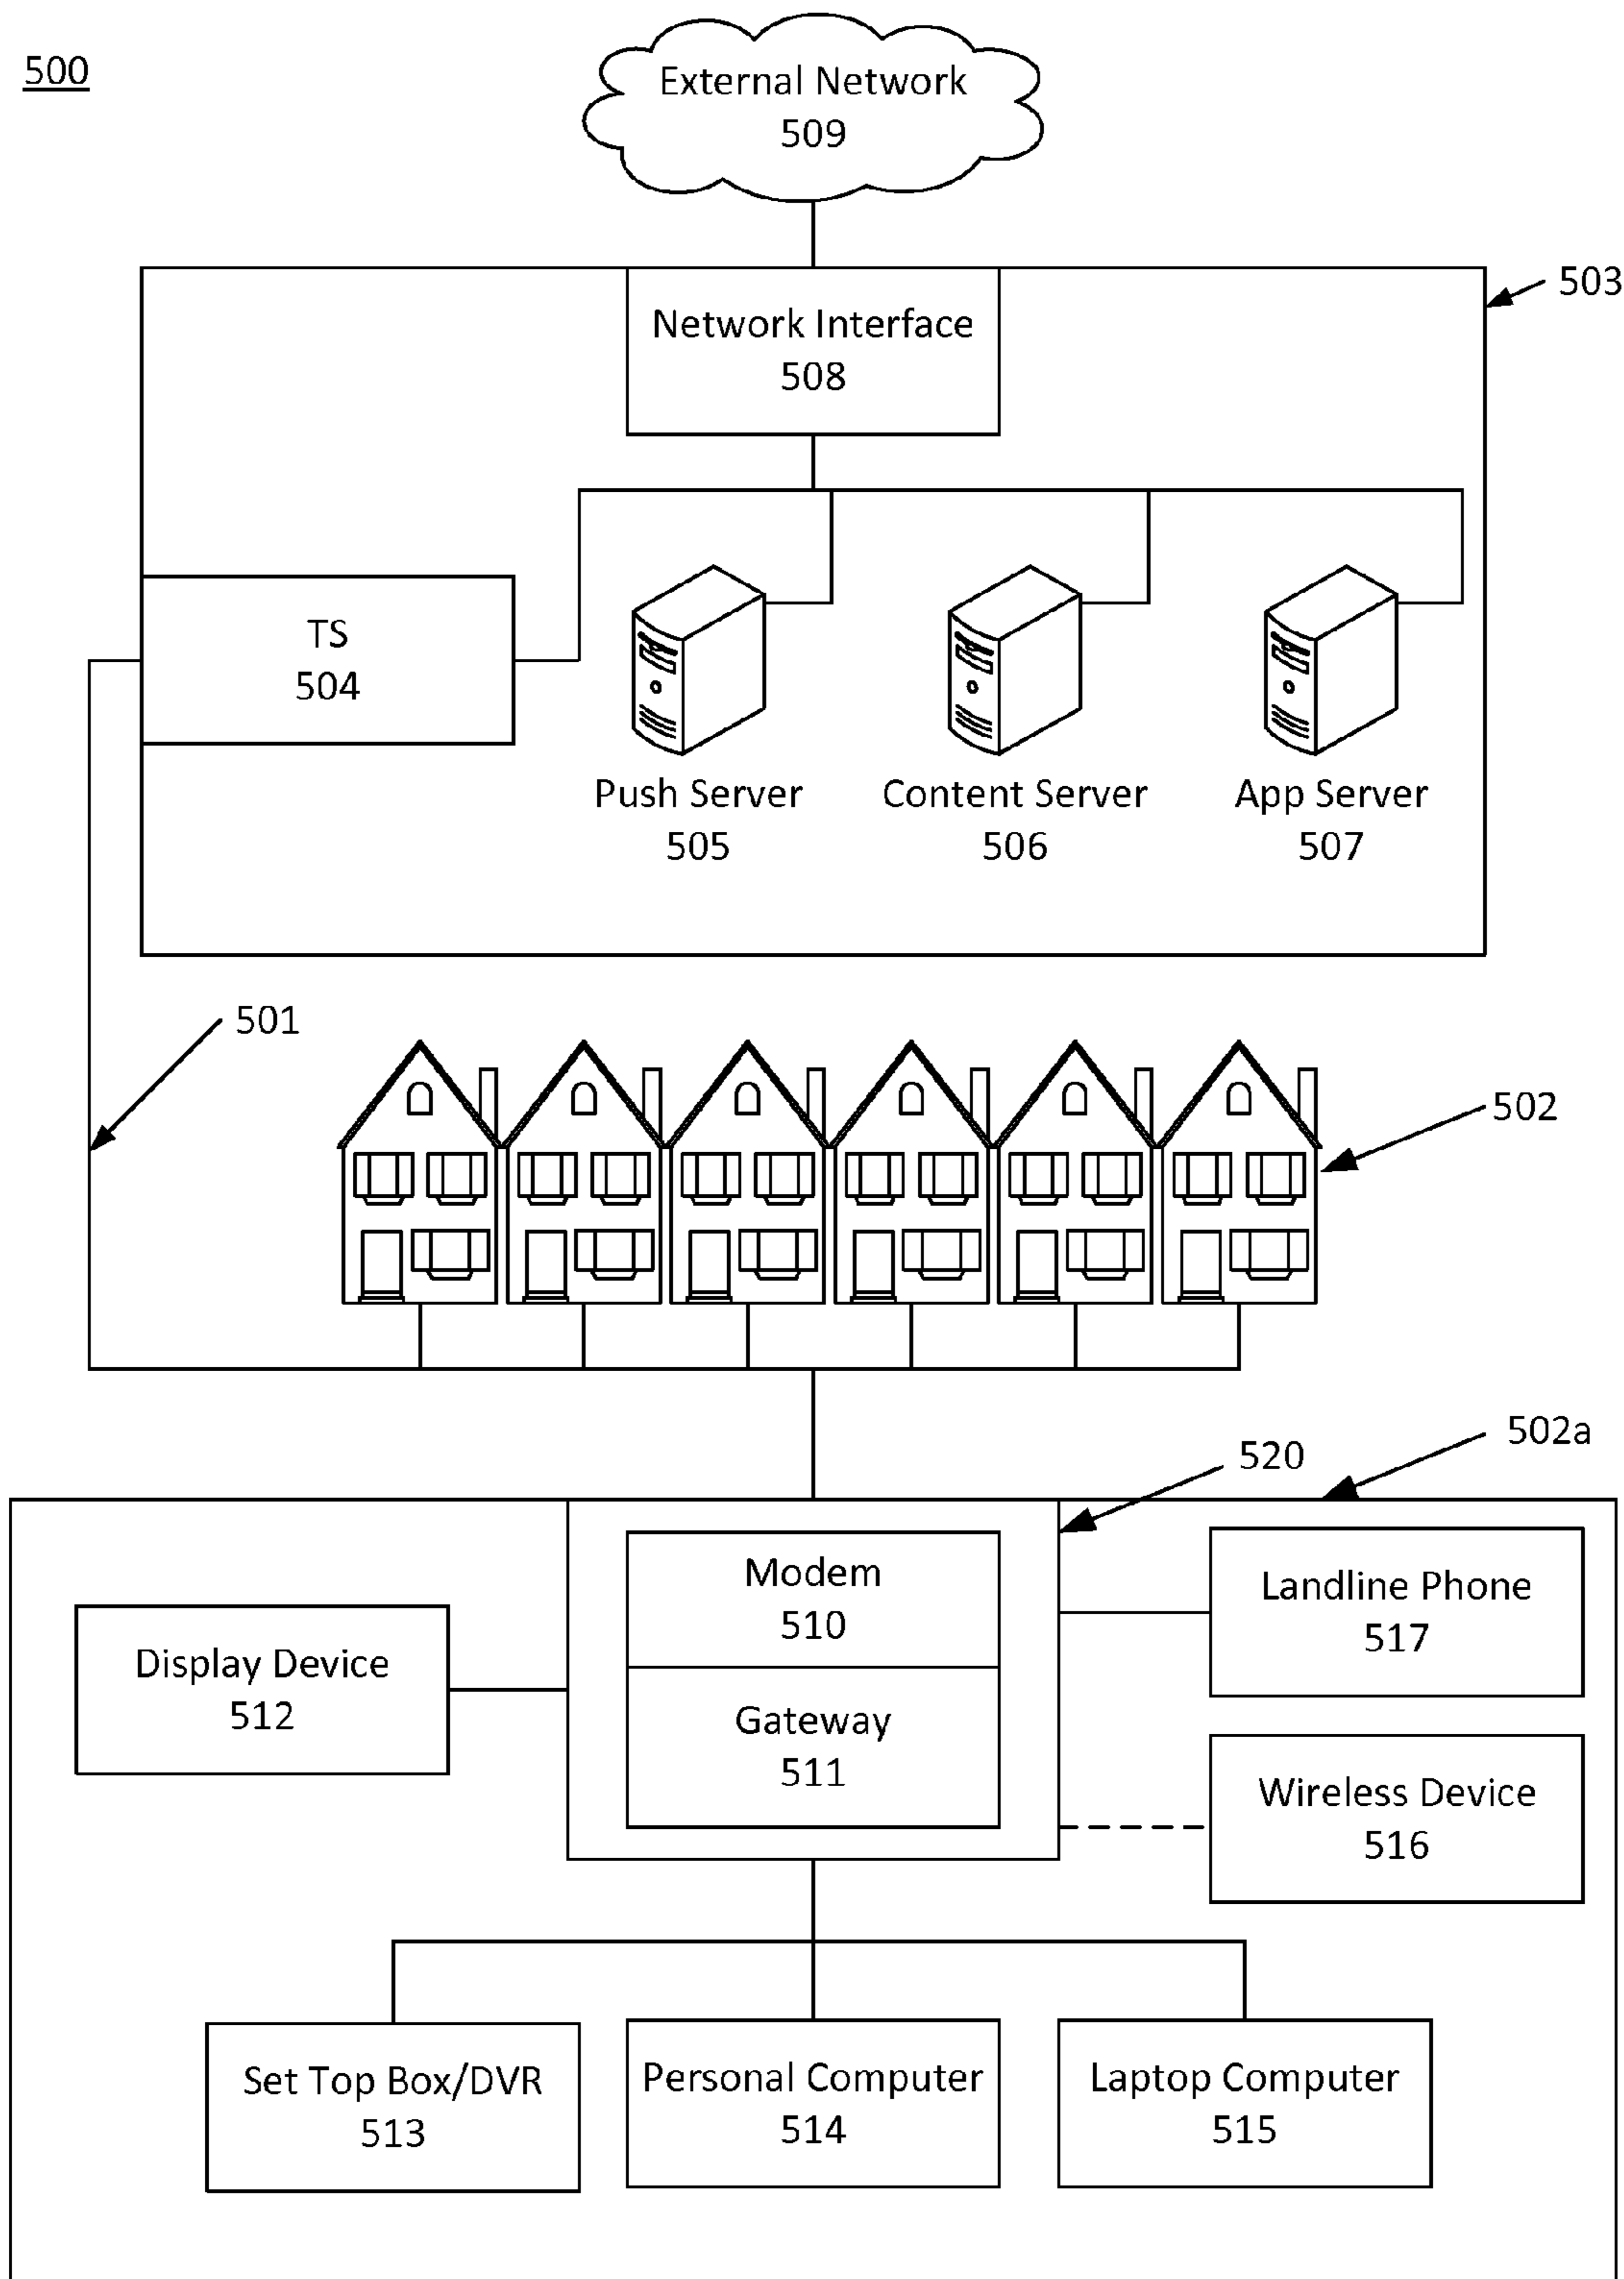 500
External Network
509
503
Network Interface
508
TS
504
Push Server
505
Content Server
506
App Server
507
501
502
502a
520
Modem
510
Landline Phone
517
Display Device
512
Gateway
511
Wireless Device
516
Set Top Box/DVR
513
Personal Computer
514
Laptop Computer
515